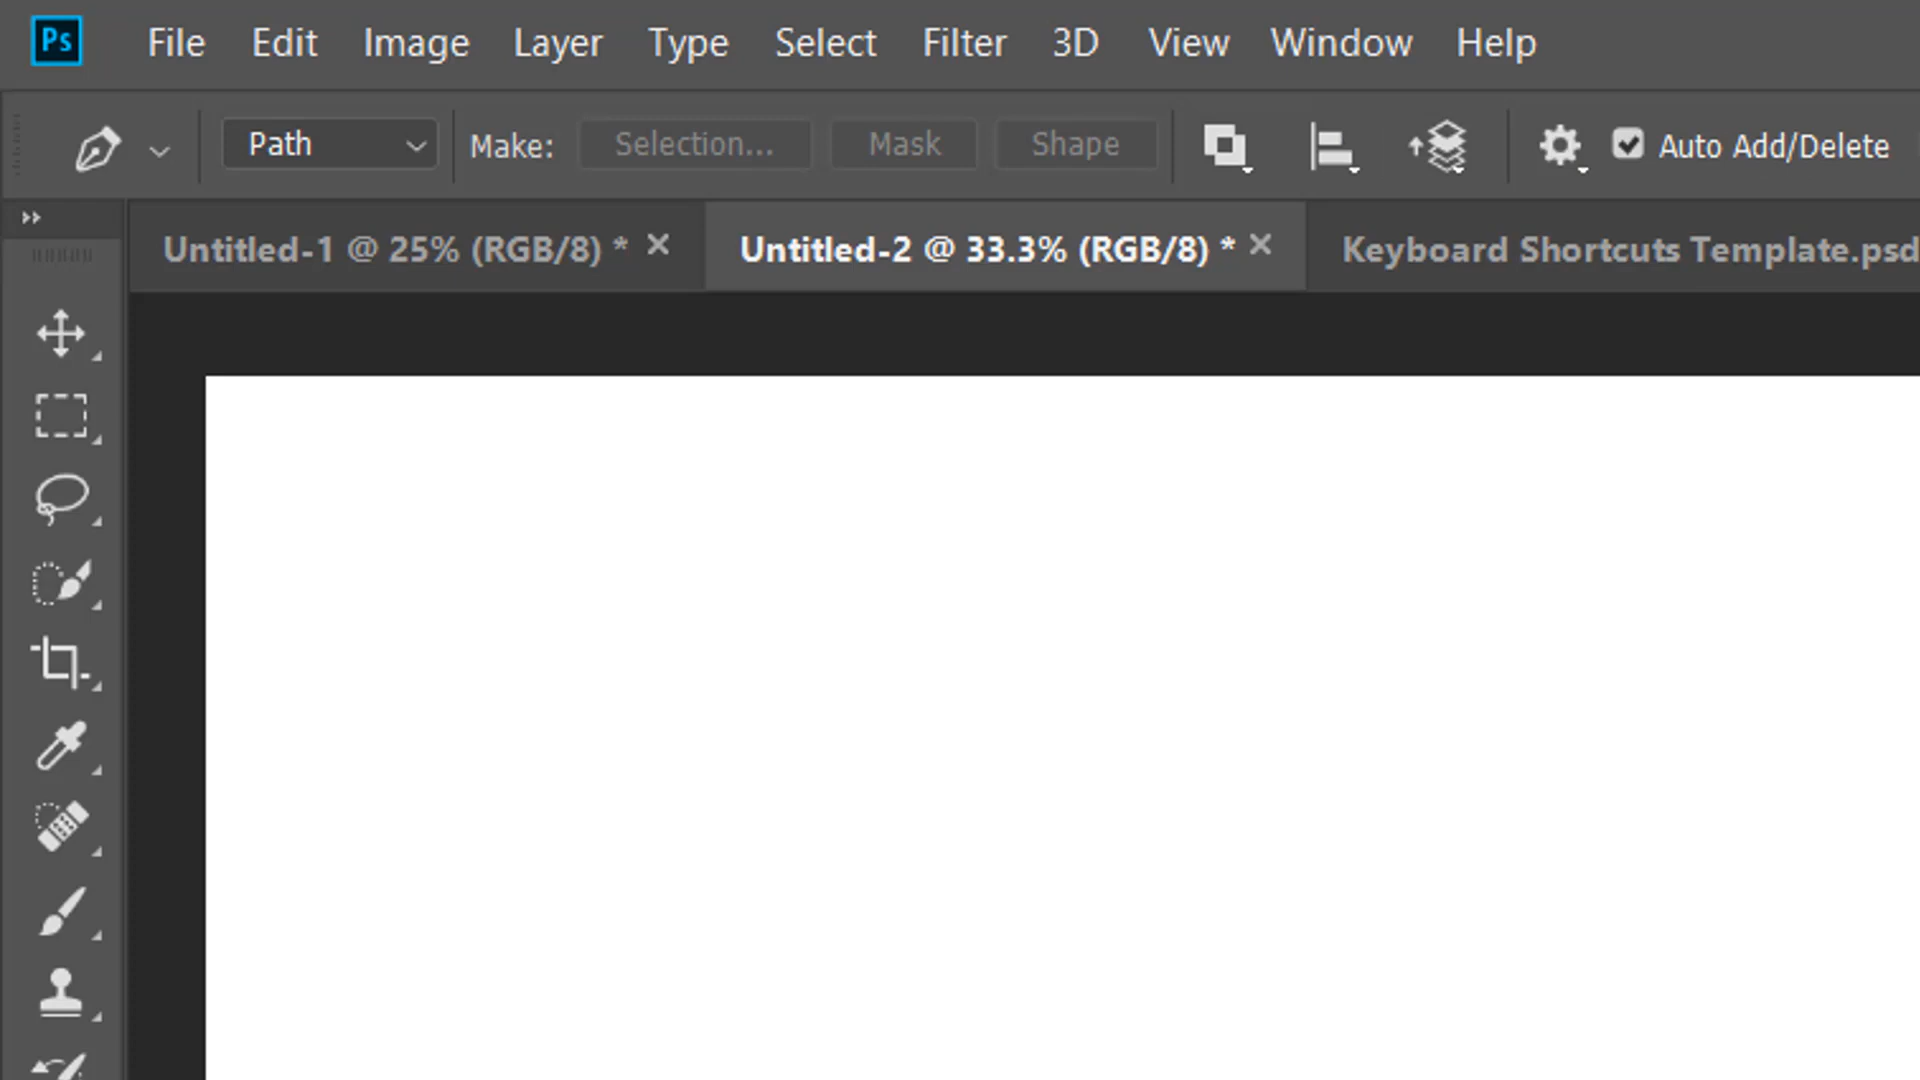 Ps File Edit Image Layer Type Select Filter 3D View Window Help
Path Make: Selection... Mask Shape Auto Add/Delete
Untitled-1 @ 25% (RGB/8) * Untitled-2 @ 33.3% (RGB/8) * Keyboard Shortcuts Template.psd